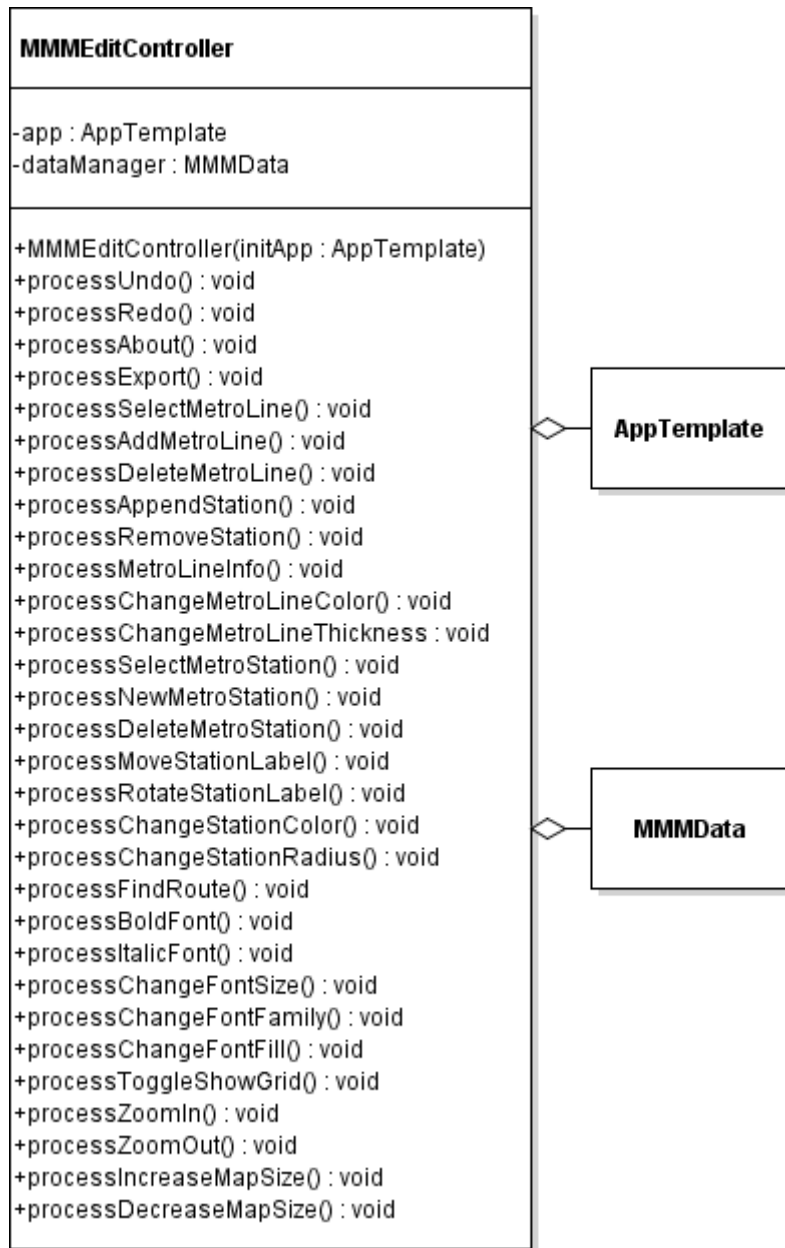 MMMEditController
-app : AppTemplate
-dataManager : MMMData
+MMMEditController(initApp : AppTemplate)
+processUndo() : void
+processRedo() : void
+processAbout() : void
+processExport() : void
+processSelectMetroLine() : void
+processAddMetroLine() : void
+processDeleteMetroLine() : void
+processAppendStation() : void
+processRemoveStation() : void
+processMetroLineInfo() : void
+processChangeMetroLineColor() : void
+processChangeMetroLineThickness : void
+processSelectMetroStation() : void
+processNewMetroStation() : void
+processDeleteMetroStation() : void
+processMoveStationLabel() : void
+processRotateStationLabel() : void
+processChangeStationColor() : void
+processChangeStationRadius() : void
+processFindRoute() : void
+processBoldFont() : void
+processItalicFont() : void
+processChangeFontSize() : void
+processChangeFontFamily() : void
+processChangeFontFill() : void
+processToggleShowGrid() : void
+processZoomIn() : void
+processZoomOut() : void
+processIncreaseMapSize() : void
+processDecreaseMapSize() : void
AppTemplate
MMMData